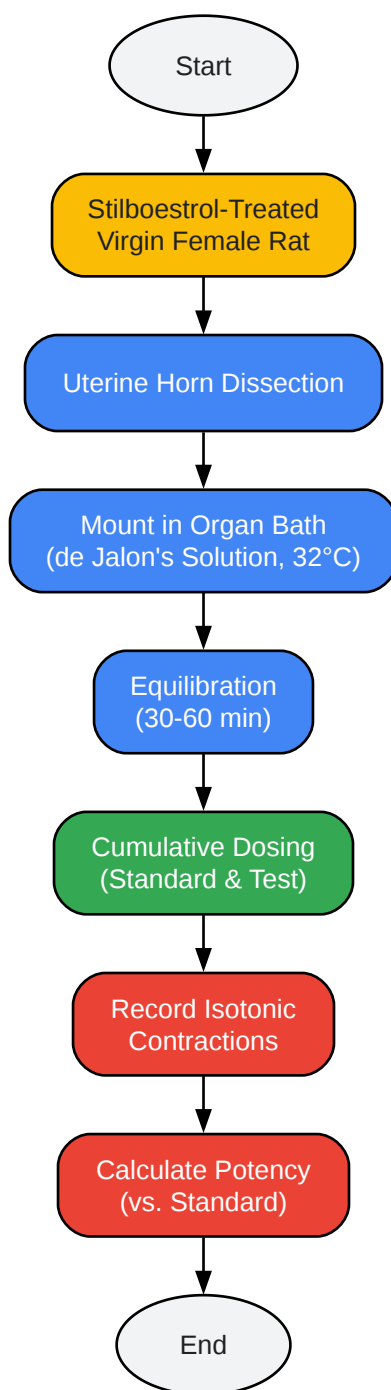 Start
Stilboestrol-Treated
Virgin Female Rat
Uterine Horn Dissection
Mount in Organ Bath
(de Jalon's Solution, 32°C)
Equilibration
(30-60 min)
Cumulative Dosing
(Standard & Test)
Record Isotonic
Contractions
Calculate Potency
(vs. Standard)
End